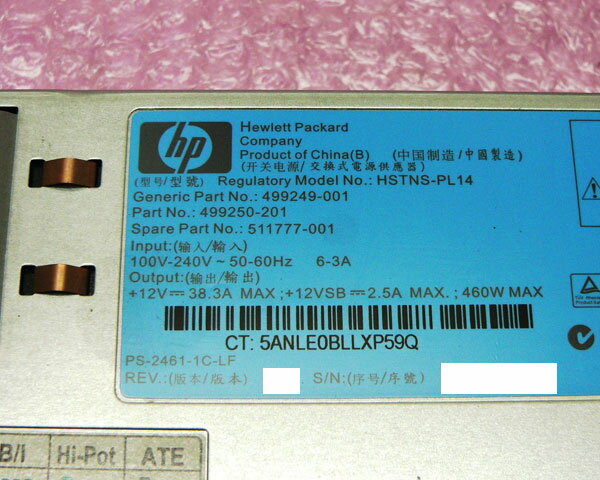 hp
Hewlett Packard
Company
Product of China(B) (中国制造/中國製造)
(开关电源/交換式電源供應器)
(型号/型號) Regulatory Model No.: HSTNS-PL14
Generic Part No.: 499249-001
Part No.: 499250-201
Spare Part No.: 511777-001
Input:(输入/輸入)
100V-240V ~ 50-60Hz 6-3A
Output:(输出/輸出)
+12V⎓38.3A MAX ;+12VSB⎓2.5A MAX. ; 460W MAX
CT: 5ANLE0BLLXP59Q
PS-2461-1C-LF
REV.:(版本/版本) S/N:(序号/序號)
B/I Hi-Pot ATE